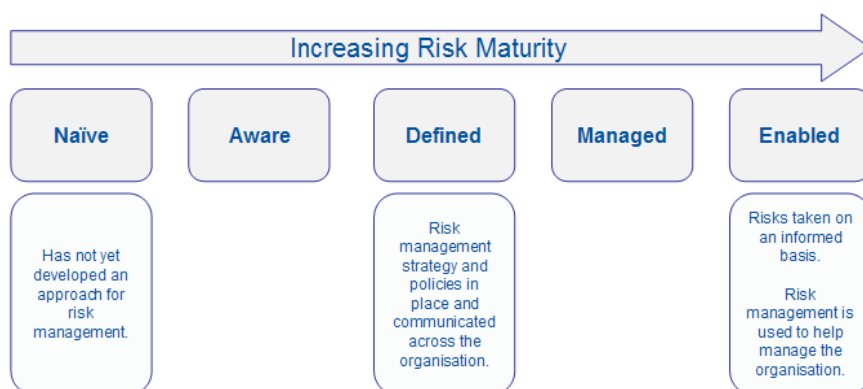 Increasing Risk Maturity
Naïve
Aware
Defined
Managed
Enabled
Has not yet
developed an
approach for
risk
management.
Risk
management
strategy and
policies in
place and
communicated
across the
organisation.
Risks taken on
an informed
basis.
Risk
management is
used to help
manage the
organisation.